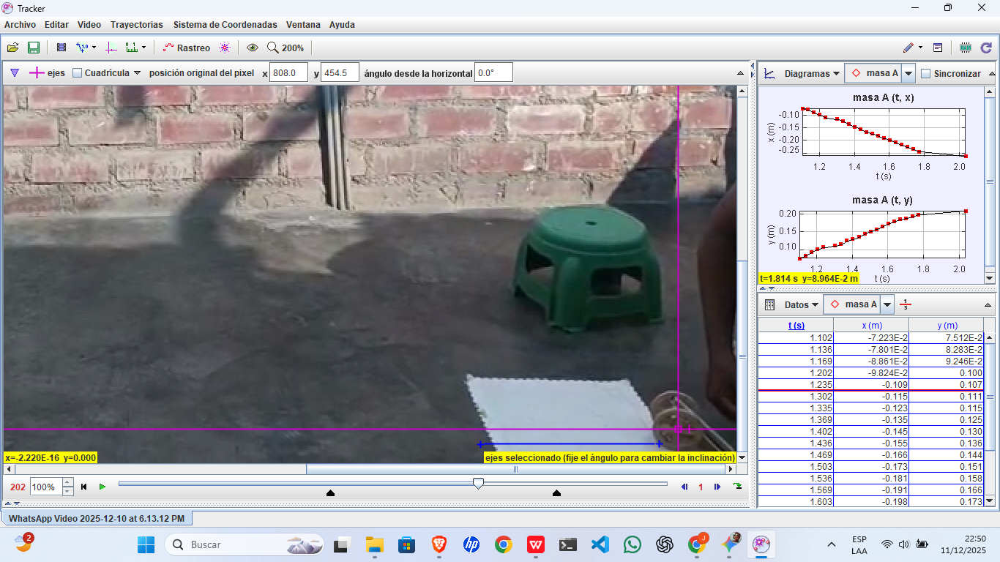 Tracker
Archivo Editar Video Trayectorias Sistema de Coordenadas Ventana Ayuda
Rastreo 200%
ejes Cuadrícula posición original del pixel x 808.0 y 454.5 ángulo desde la horizontal 0.0°
Diagramas masa A Sincronizar
masa A (t, x)
-0.10
-0.15
-0.20
-0.25
x (m)
1.2 1.4 1.6 1.8 2.0
t (s)
masa A (t, y)
0.20
0.15
0.10
y (m)
1.2 1.4 1.6 1.8 2.0
t=1.814 s y=8.964E-2 m t (s)
Datos masa A
t (s) x (m) y (m)
1.102 -7.223E-2 7.512E-2
1.136 -7.801E-2 8.283E-2
1.169 -8.861E-2 9.246E-2
1.202 -9.824E-2 0.100
1.235 -0.109 0.107
1.302 -0.115 0.111
1.335 -0.123 0.115
1.369 -0.135 0.125
1.402 -0.145 0.130
1.436 -0.155 0.136
1.469 -0.166 0.144
1.503 -0.173 0.151
1.536 -0.181 0.158
1.569 -0.191 0.166
1.603 -0.198 0.173
x=-2.220E-16 y=0.000 ejes seleccionado (fije el ángulo para cambiar la inclinación)
202 100% 1
WhatsApp Video 2025-12-10 at 6.13.12 PM
2 Buscar ESP LAA 22:50 11/12/2025